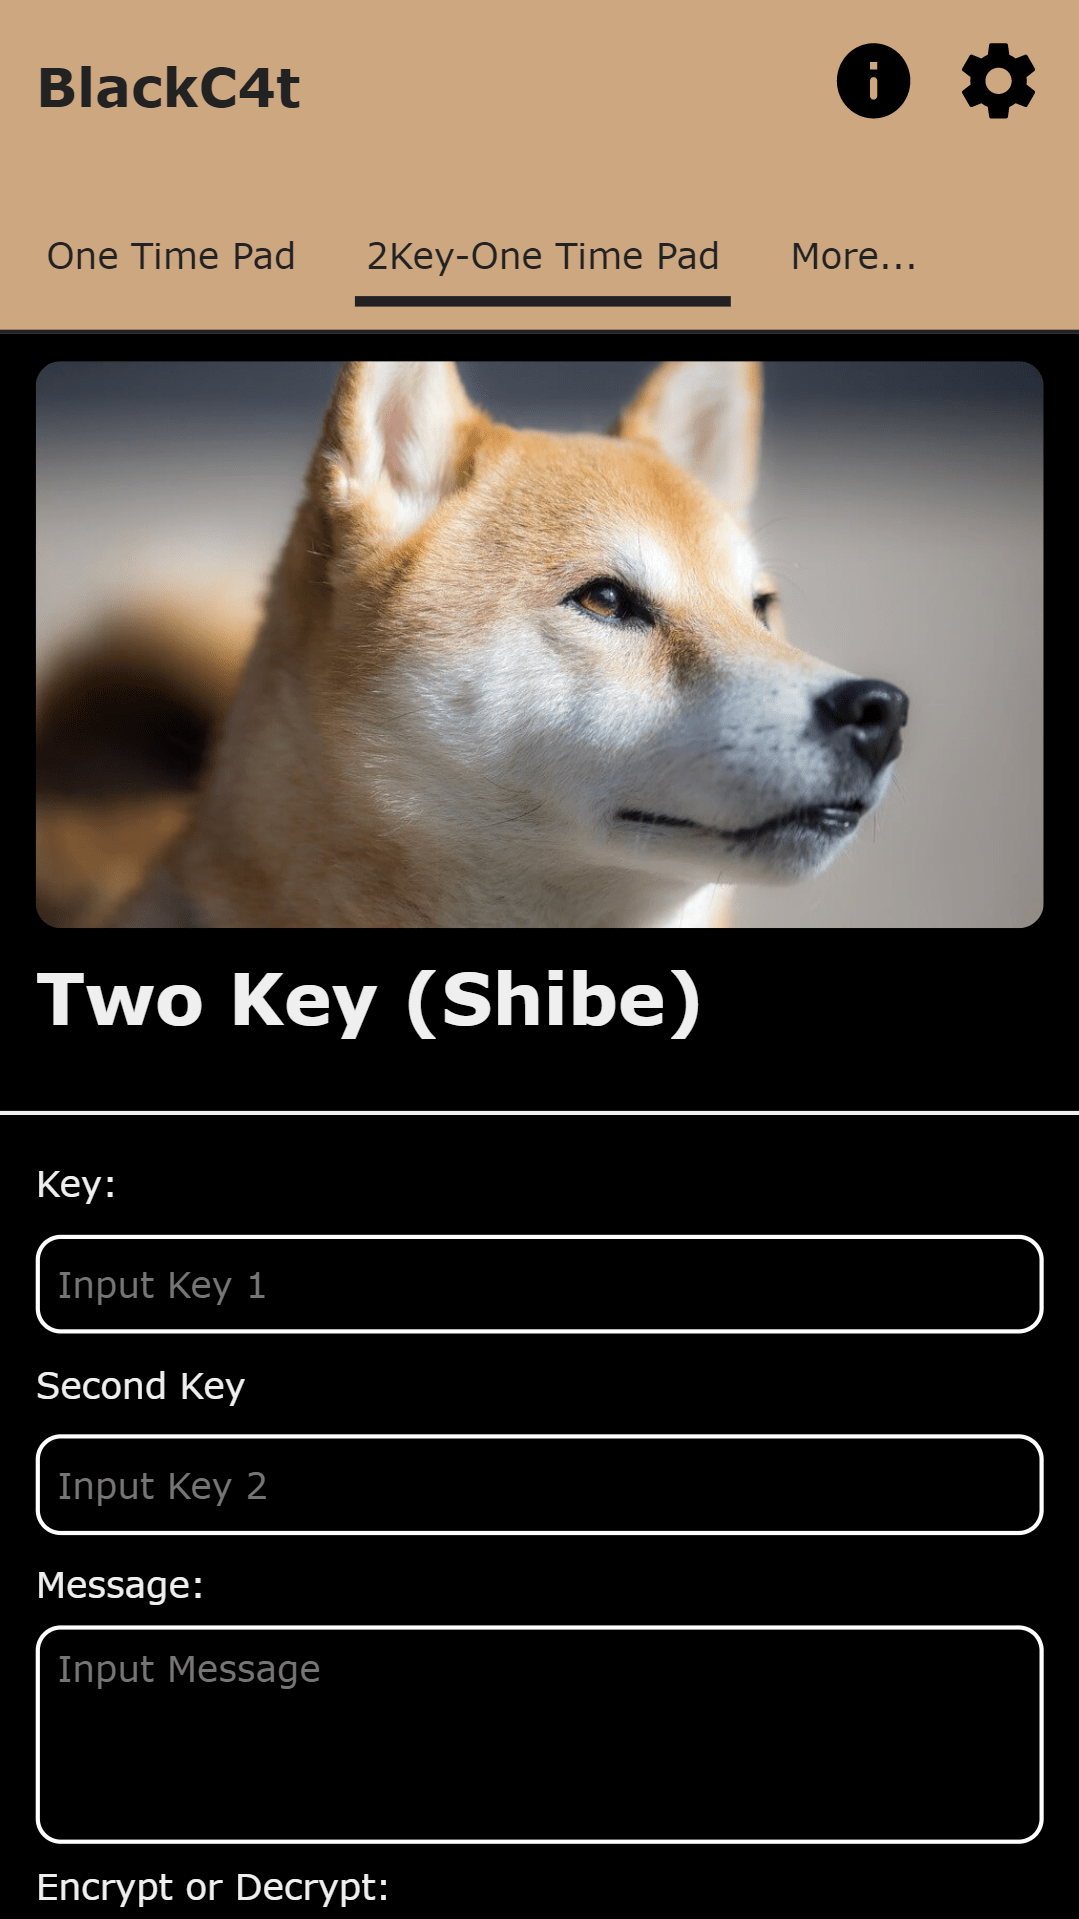 BlackC4t
One Time Pad 2Key-One Time Pad More...
Two Key (Shibe)
Key:
Input Key 1
Second Key
Input Key 2
Message:
Input Message
Encrypt or Decrypt: